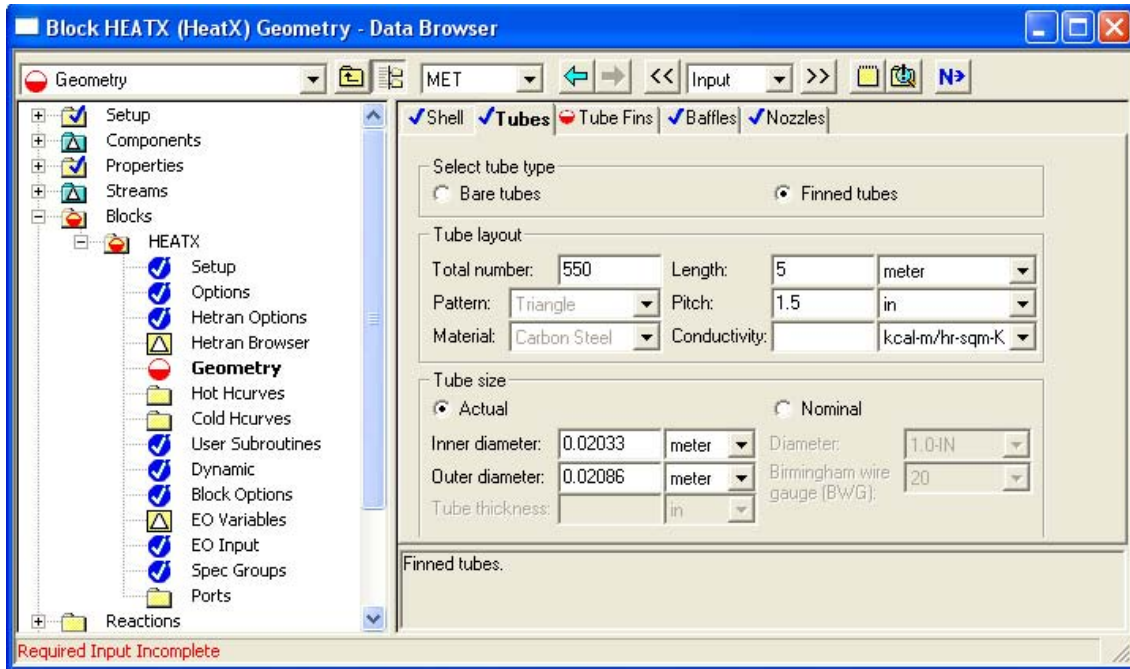 Block HEATX (HeatX) Geometry - Data Browser
Geometry MET << Input >> N>
Setup
Components
Properties
Streams
Blocks
HEATX
Setup
Options
Hetran Options
Hetran Browser
Geometry
Hot Hcurves
Cold Hcurves
User Subroutines
Dynamic
Block Options
EO Variables
EO Input
Spec Groups
Ports
Reactions
Shell Tubes Tube Fins Baffles Nozzles
Select tube type
Bare tubes Finned tubes
Tube layout
Total number: 550 Length: 5 meter
Pattern: Triangle Pitch: 1.5 in
Material: Carbon Steel Conductivity: kcal-m/hr-sqm-K
Tube size
Actual Nominal
Inner diameter: 0.02033 meter Diameter: 1.0-IN
Outer diameter: 0.02086 meter Birmingham wire gauge (BWG): 20
Tube thickness: in
Finned tubes.
Required Input Incomplete